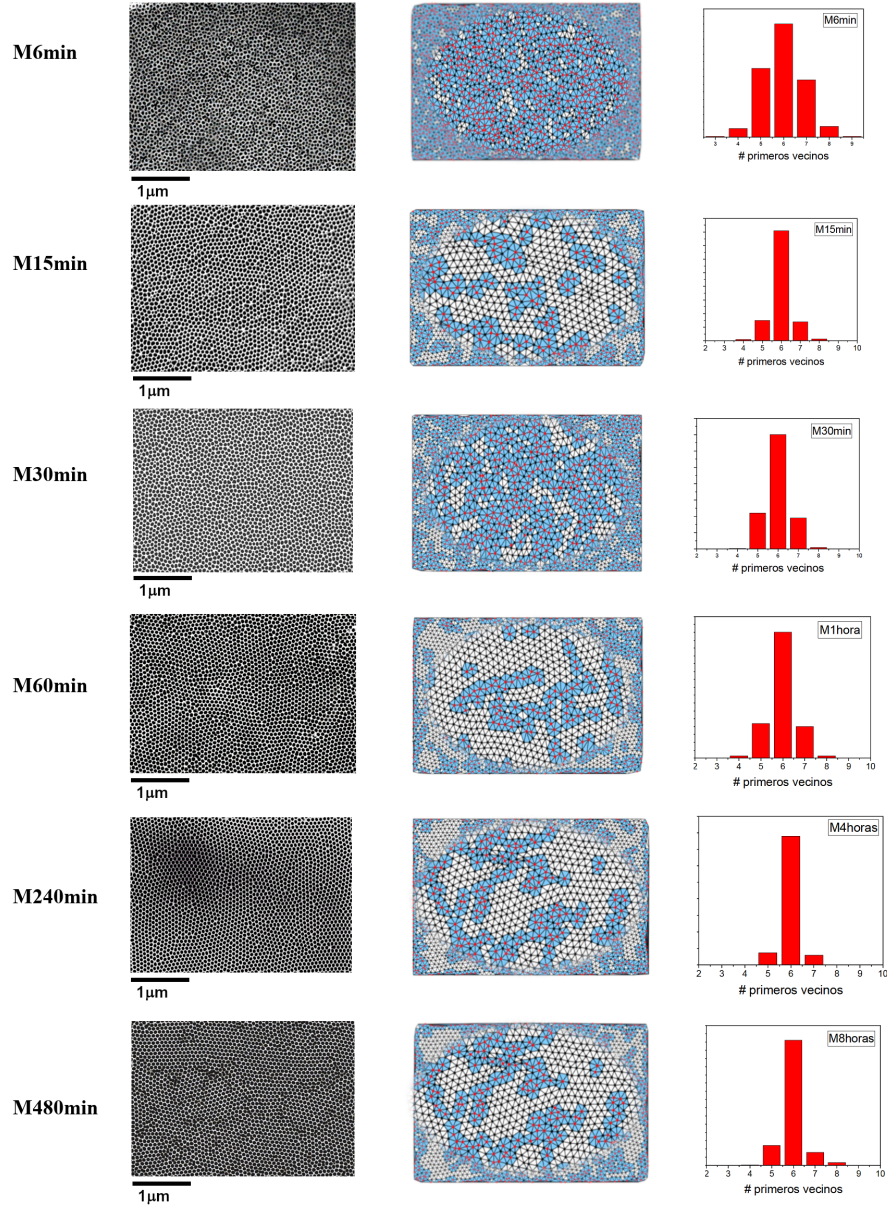 M6min
1μm
M6min
3 4 5 6 7 8 9
# primeros vecinos
M15min
1μm
M15min
2 3 4 5 6 7 8 9 10
# primeros vecinos
M30min
1μm
M30min
2 3 4 5 6 7 8 9 10
# primeros vecinos
M60min
1μm
M1hora
2 3 4 5 6 7 8 9 10
# primeros vecinos
M240min
1μm
M4horas
2 3 4 5 6 7 8 9 10
# primeros vecinos
M480min
1μm
M8horas
2 3 4 5 6 7 8 9 10
# primeros vecinos